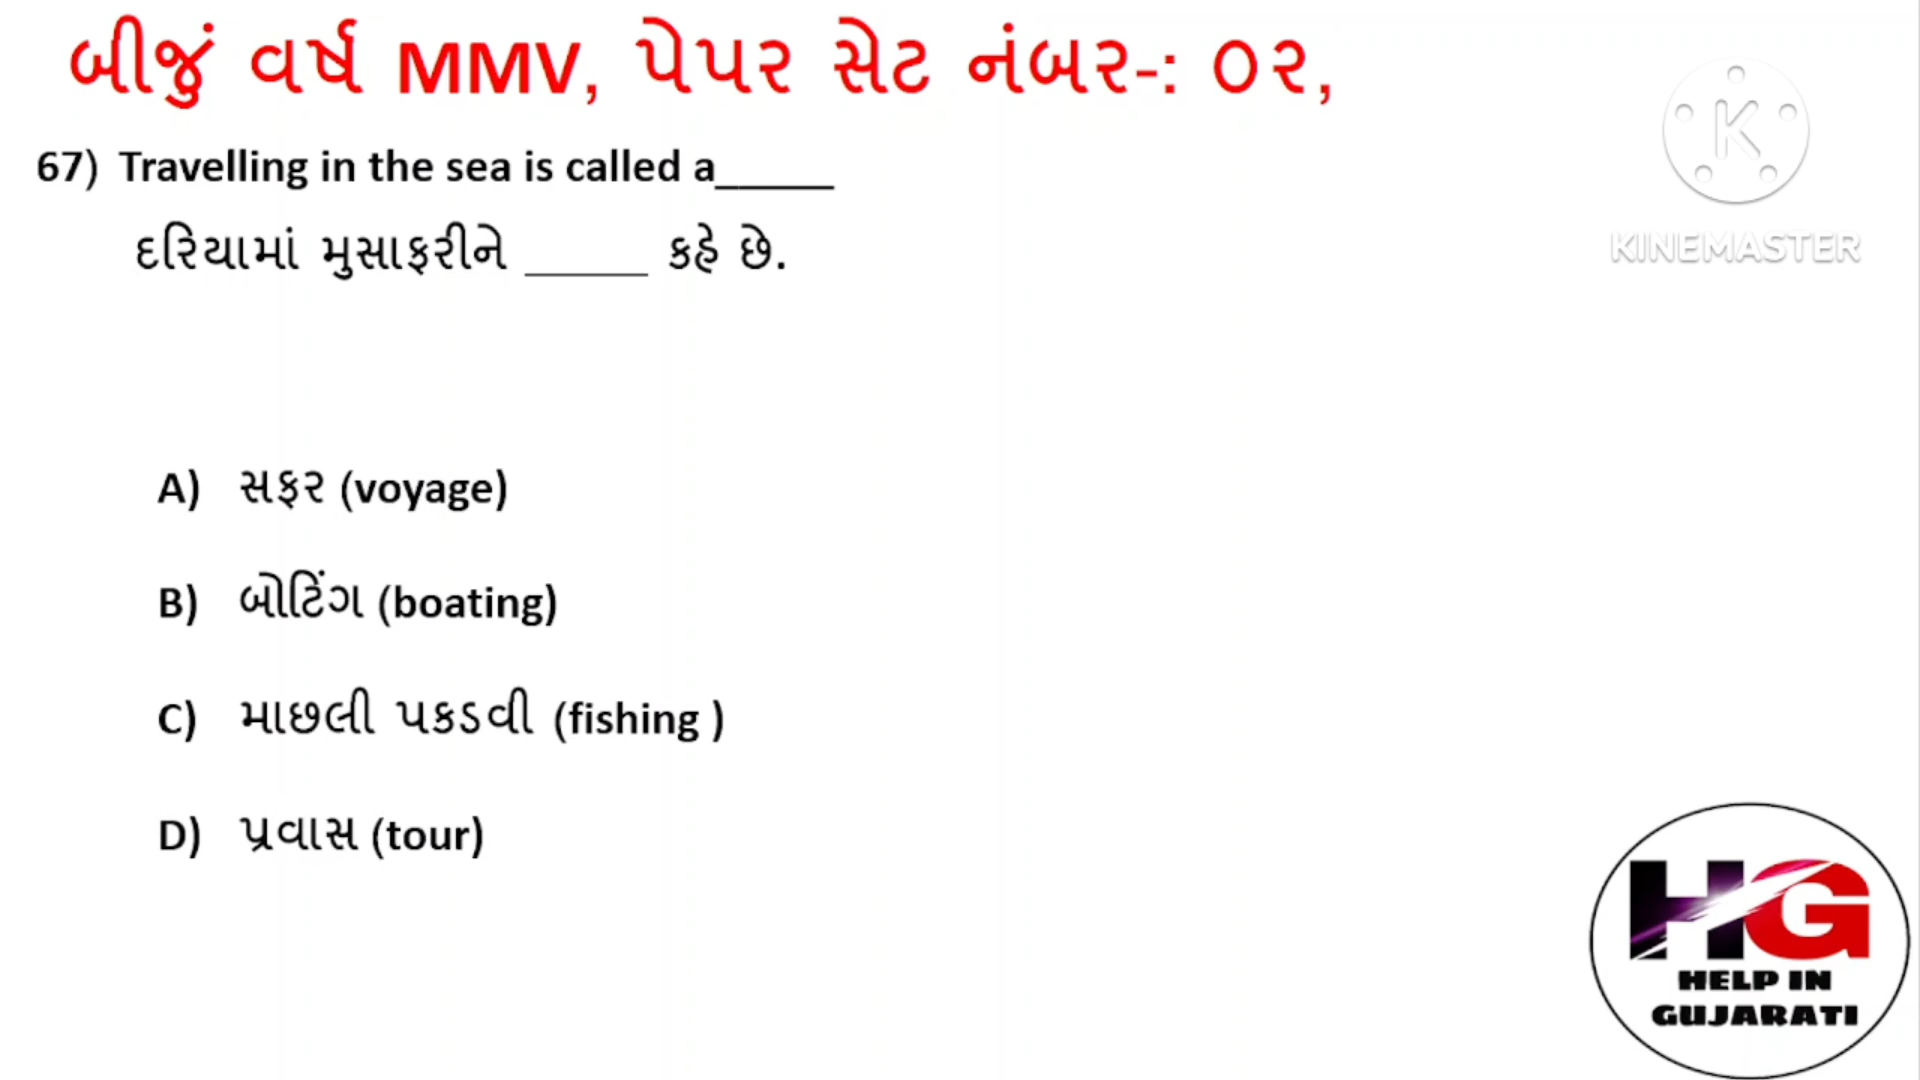 બીજું વર્ષ MMV, પેપર સેટ નંબર-: ૦૨,
67) Travelling in the sea is called a_____
દરિયામાં મુસાફરીને _____ કહે છે.
A) સફર (voyage)
B) બોટિંગ (boating)
C) માછલી પકડવી (fishing )
D) પ્રવાસ (tour)
K
KINEMASTER
HG
HELP IN
GUJARATI